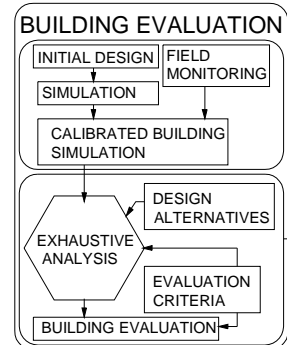 BUILDING EVALUATION
INITIAL DESIGN
FIELD
MONITORING
SIMULATION
CALIBRATED BUILDING
SIMULATION
DESIGN
ALTERNATIVES
EXHAUSTIVE
ANALYSIS
EVALUATION
CRITERIA
BUILDING EVALUATION